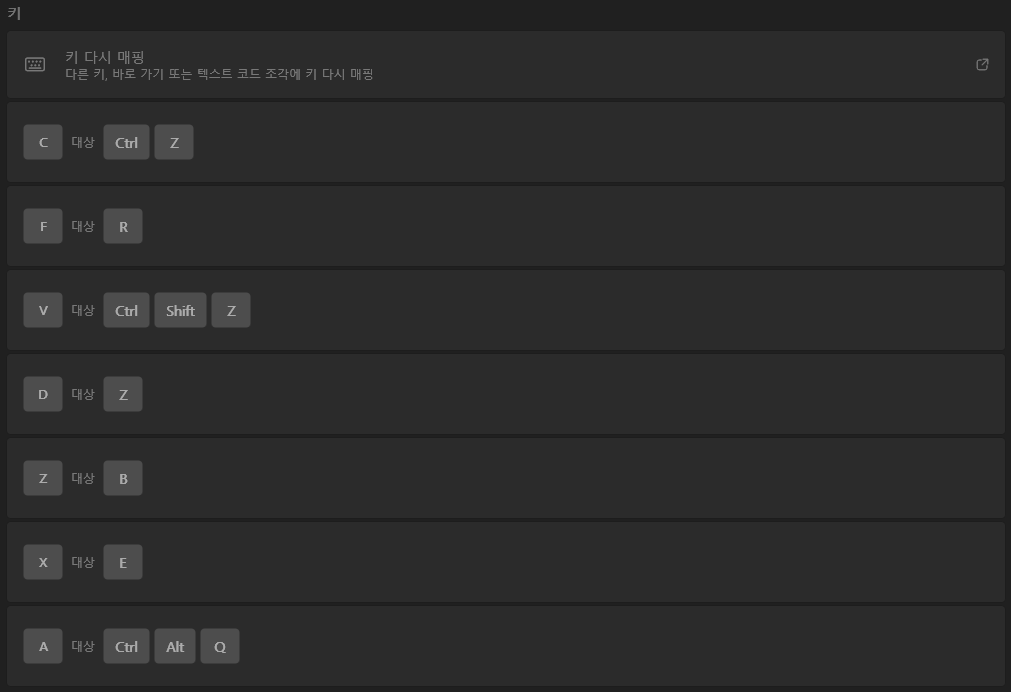 키
키 다시 매핑
다른 키, 바로 가기 또는 텍스트 코드 조각에 키 다시 매핑
C 대상 Ctrl Z
F 대상 R
V 대상 Ctrl Shift Z
D 대상 Z
Z 대상 B
X 대상 E
A 대상 Ctrl Alt Q